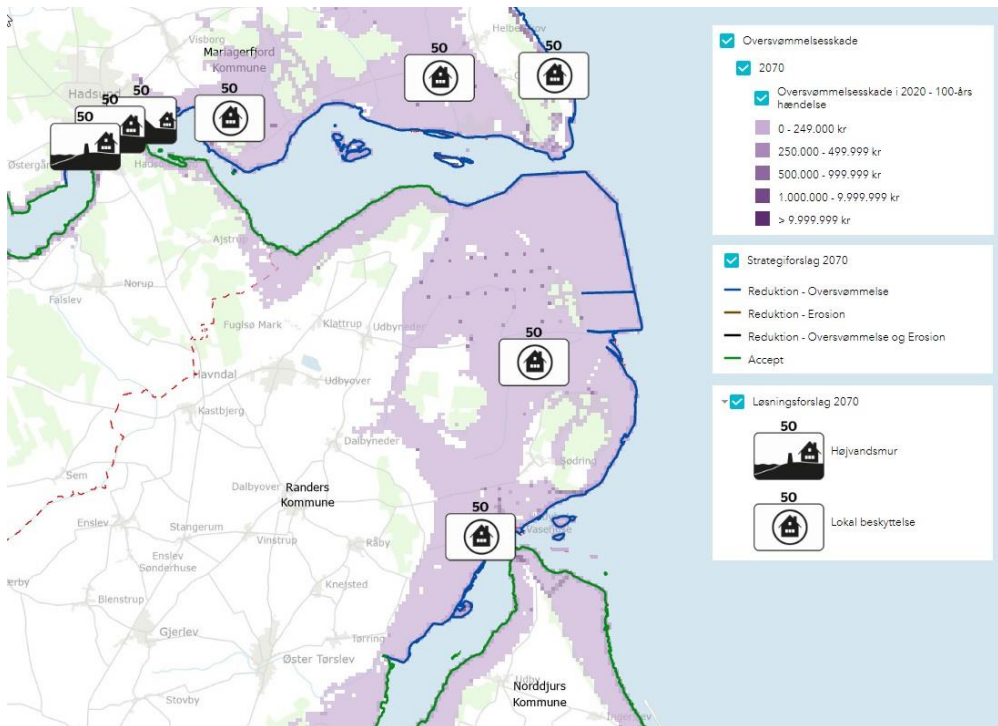 Visborg
Mariagerfjord
Kommune
Hadsund
Østergår
Ajstrup
Norup
Falslev
Fuglsø Mark
Klattrup
Udbyneder
Havndal
Udbyover
Kastbjerg
Dalbyneder
Sødring
Sem
Dalbyover
Randers
Kommune
Enslev
Stangerum
Vinstrup
Råby
Enslev
Sønderhuse
Knejsted
Blenstrup
Gjerlev
Tørring
Øster Tørslev
Stovby
Norddjurs
Kommune
Udby
50
50
50
50
50
50
50
50
Oversvømmelsesskade
2070
Oversvømmelsesskade i 2020 - 100-års
hændelse
0 - 249.000 kr
250.000 - 499.999 kr
500.000 - 999.999 kr
1.000.000 - 9.999.999 kr
> 9.999.999 kr
Strategiforslag 2070
Reduktion - Oversvømmelse
Reduktion - Erosion
Reduktion - Oversvømmelse og Erosion
Accept
Løsningsforslag 2070
50
Højvandsmur
50
Lokal beskyttelse